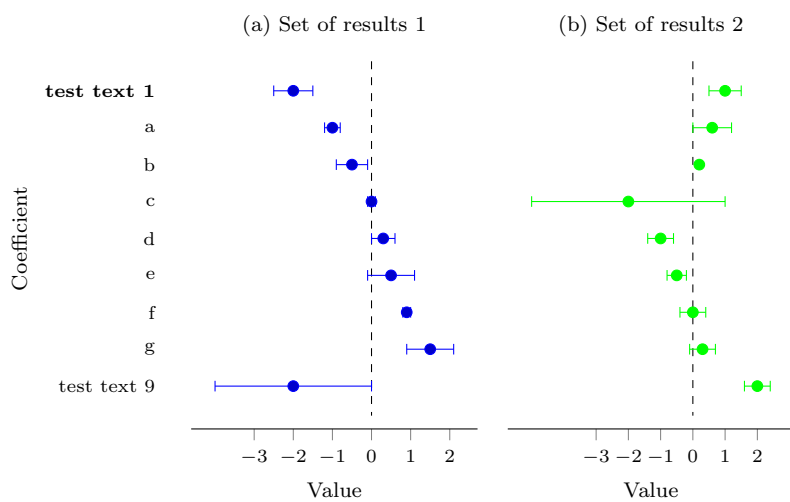 (a) Set of results 1
(b) Set of results 2
Coefficient
test text 1
a
b
c
d
e
f
g
test text 9
−3 −2 −1 0 1 2
−3 −2 −1 0 1 2
Value
Value